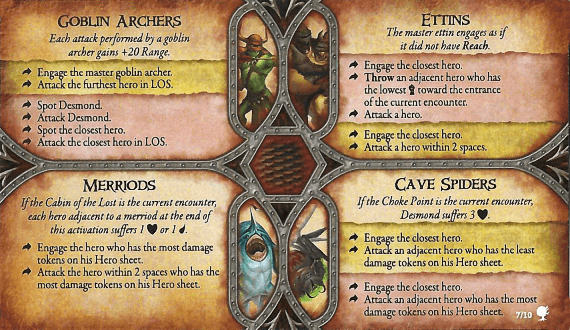 GOBLIN ARCHERS
Each attack performed by a goblin
archer gains +20 Range.
Engage the master goblin archer.
Attack the furthest hero in LOS.
Spot Desmond.
Attack Desmond.
Spot the closest hero.
Attack the closest hero in LOS.
ETTINS
The master ettin engages as if
it did not have Reach.
Engage the closest hero.
Throw an adjacent hero who has
the lowest toward the entrance
of the current encounter.
Attack a hero.
Engage the closest hero.
Attack a hero within 2 spaces.
MERRIODS
If the Cabin of the Lost is the current encounter,
each hero adjacent to a merriod at the end of
this activation suffers 1 or 1 .
Engage the hero who has the most damage
tokens on his Hero sheet.
Attack the hero within 2 spaces who has the
most damage tokens on his Hero sheet.
CAVE SPIDERS
If the Choke Point is the current encounter,
Desmond suffers 3 .
Engage the closest hero.
Attack an adjacent hero who has the least
damage tokens on his Hero sheet.
Engage the closest hero.
Attack an adjacent hero who has the most
damage tokens on his Hero sheet.
7/10